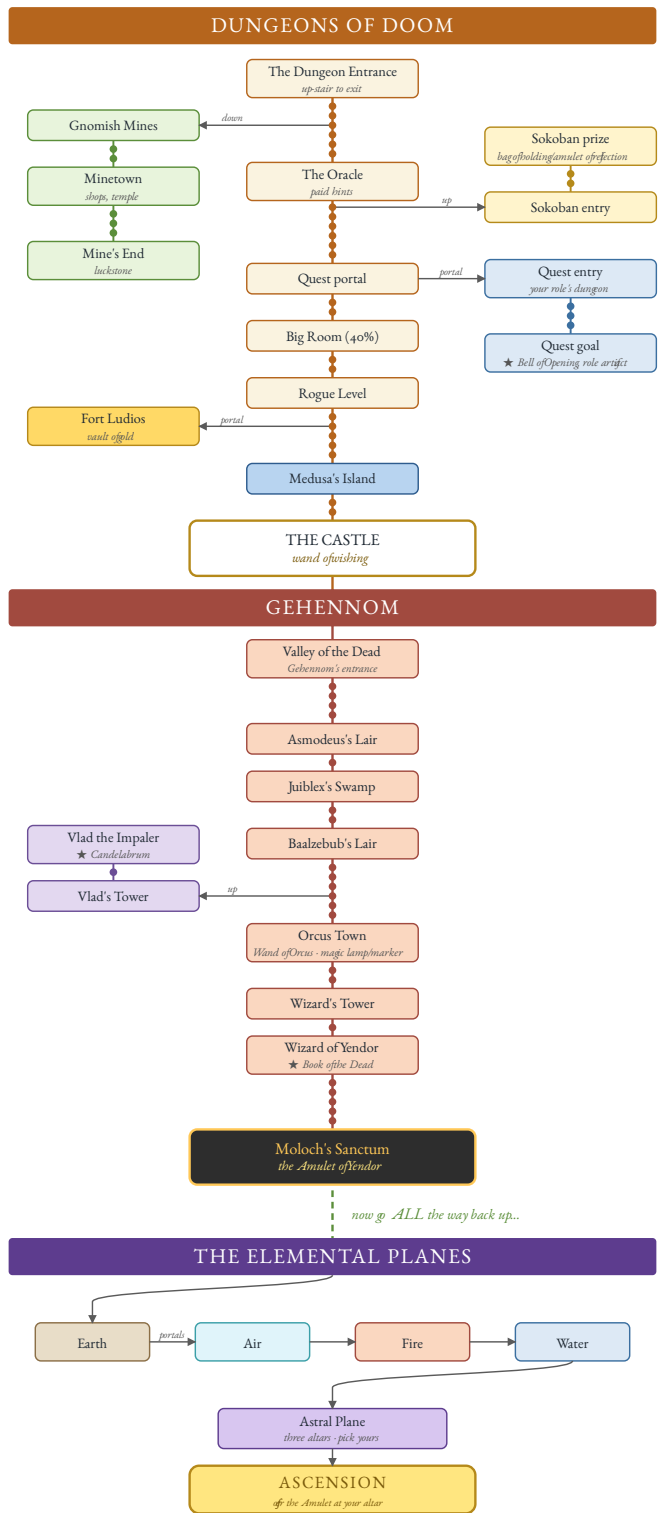 DUNGEONS OF DOOM
The Dungeon Entrance
up-stair to exit
down
Gnomish Mines
Minetown
shops, temple
Mine's End
luckstone
The Oracle
paid hints
up
Sokoban prize
bag of holding/amulet of reflection
Sokoban entry
Quest portal
portal
Quest entry
your role's dungeon
Quest goal
★ Bell of Opening role artifact
Big Room (40%)
Rogue Level
portal
Fort Ludios
vault of gold
Medusa's Island
THE CASTLE
wand of wishing
GEHENNOM
Valley of the Dead
Gehennom's entrance
Asmodeus's Lair
Juiblex's Swamp
Baalzebub's Lair
Vlad the Impaler
★ Candelabrum
Vlad's Tower
up
Orcus Town
Wand of Orcus · magic lamp/marker
Wizard's Tower
Wizard of Yendor
★ Book of the Dead
Moloch's Sanctum
the Amulet of Yendor
now go ALL the way back up...
THE ELEMENTAL PLANES
Earth
portals
Air
Fire
Water
Astral Plane
three altars · pick yours
ASCENSION
the Amulet at your altar